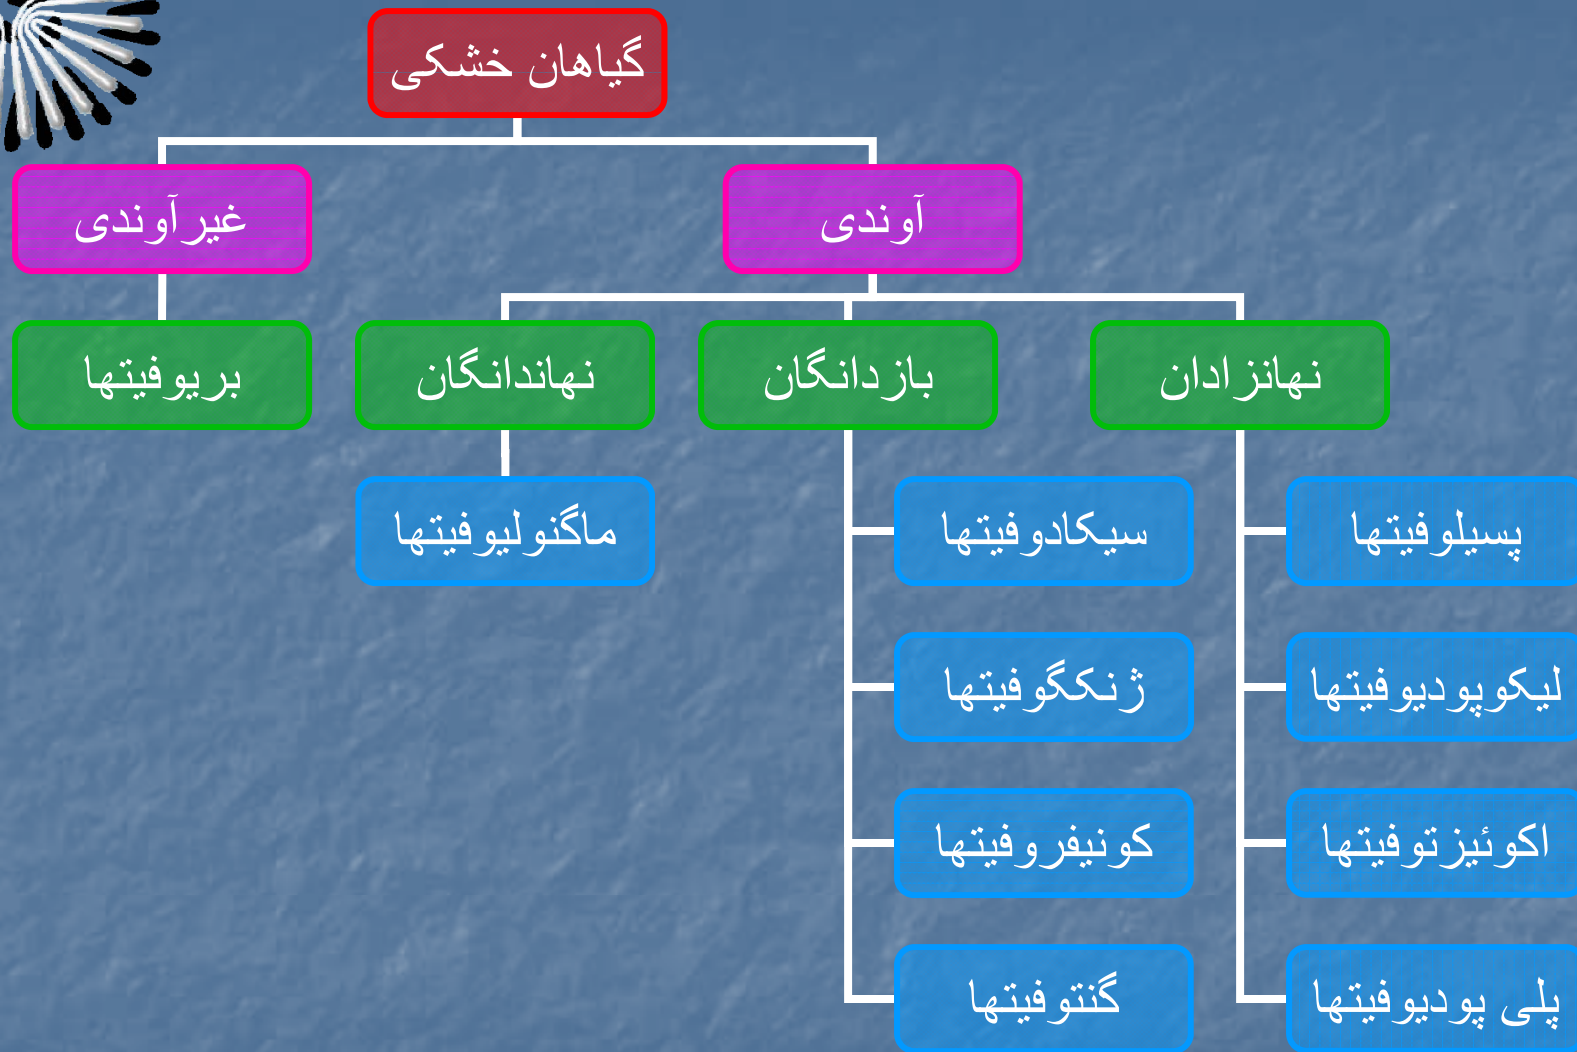 گیاهان خشکی
آوندی
غیرآوندی
نهانزادان
بازدانگان
نهاندانگان
بریوفیتها
پسیلوفیتها
سیکادوفیتها
ماگنولیوفیتها
لیکوپودیوفیتها
ژنکگوفیتها
اکوئیزتوفیتها
کونیفروفیتها
پلی پودیوفیتها
گنتوفیتها